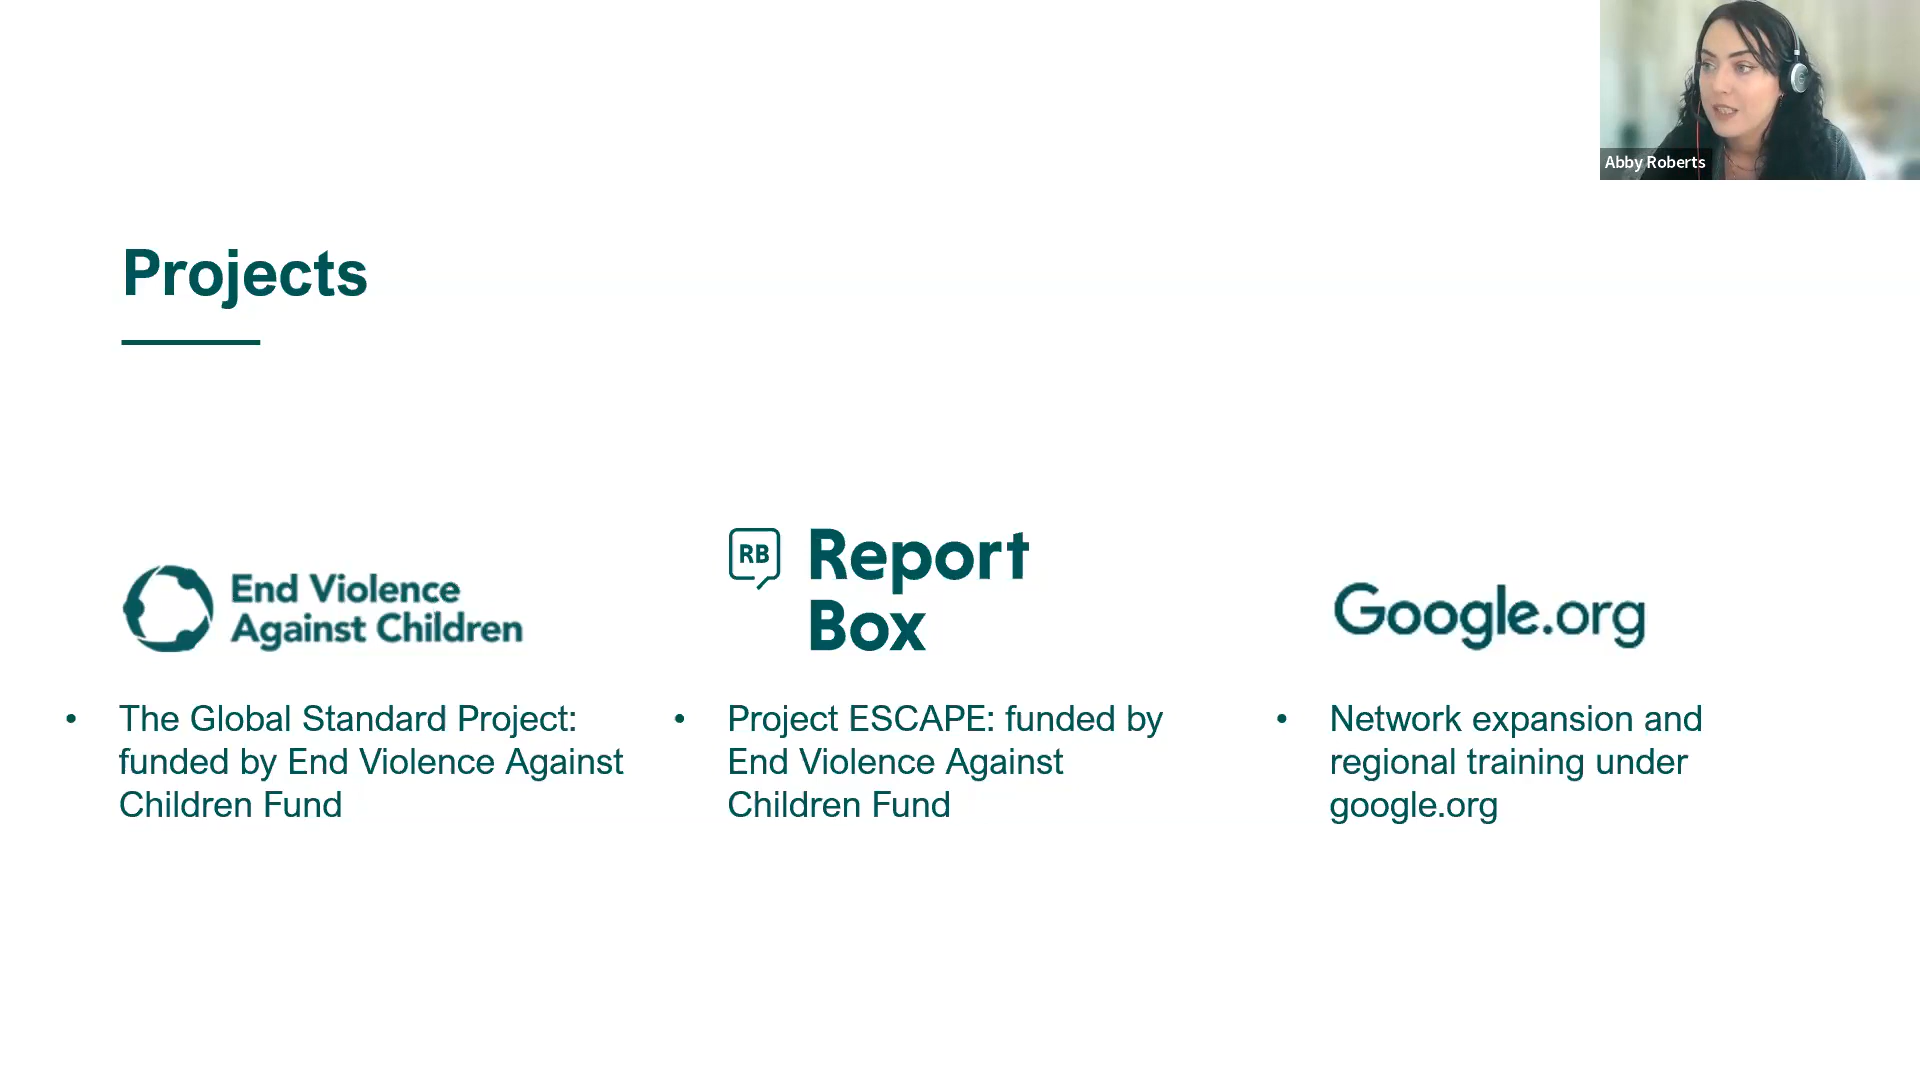 Abby Roberts
Projects
End Violence
Against Children
• The Global Standard Project:
funded by End Violence Against
Children Fund
RB
Report
Box
• Project ESCAPE: funded by
End Violence Against
Children Fund
Google.org
• Network expansion and
regional training under
google.org